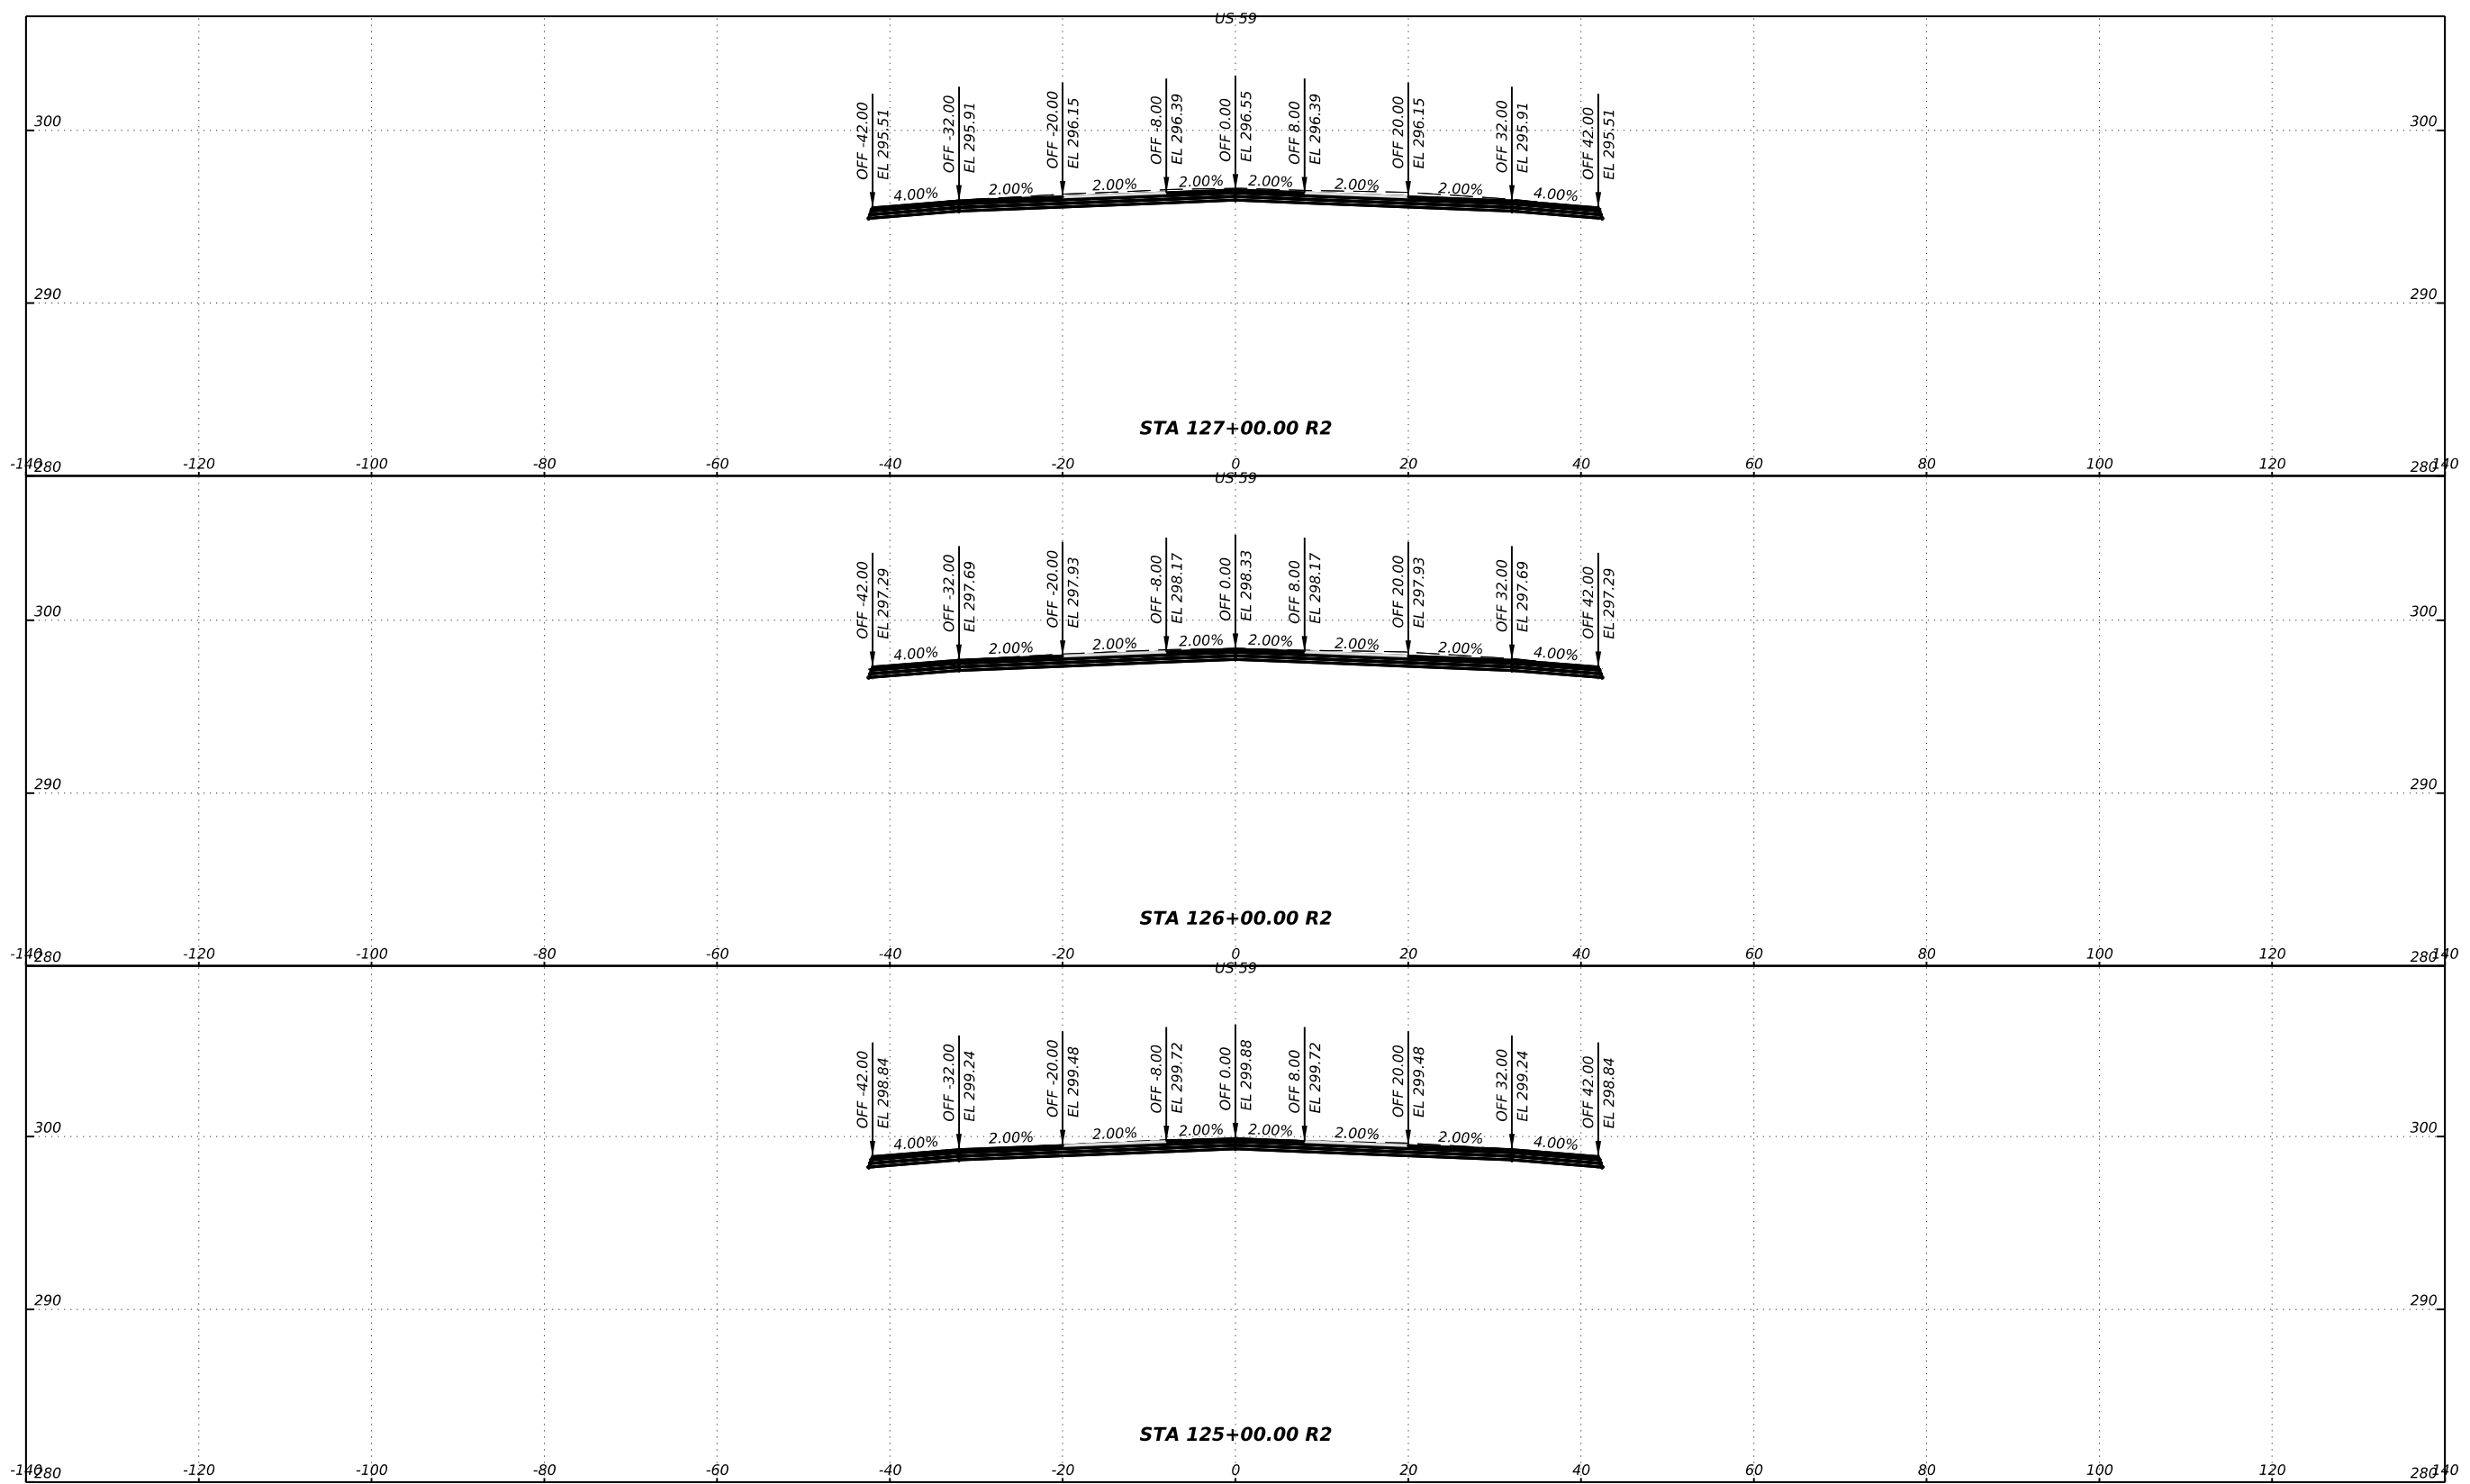 US 59
OFF -42.00
EL 295.51
OFF -32.00
EL 295.91
OFF -20.00
EL 296.15
OFF -8.00
EL 296.39
OFF 0.00
EL 296.55
OFF 8.00
EL 296.39
OFF 20.00
EL 296.15
OFF 32.00
EL 295.91
OFF 42.00
EL 295.51
300 300
4.00% 2.00% 2.00% 2.00% 2.00% 2.00% 2.00% 4.00%
290 290
STA 127+00.00 R2
-140 -120 -100 -80 -60 -40 -20 0 20 40 60 80 100 120 140
280 280
US 59
OFF -42.00
EL 297.29
OFF -32.00
EL 297.69
OFF -20.00
EL 297.93
OFF -8.00
EL 298.17
OFF 0.00
EL 298.33
OFF 8.00
EL 298.17
OFF 20.00
EL 297.93
OFF 32.00
EL 297.69
OFF 42.00
EL 297.29
300 300
4.00% 2.00% 2.00% 2.00% 2.00% 2.00% 2.00% 4.00%
290 290
STA 126+00.00 R2
-140 -120 -100 -80 -60 -40 -20 0 20 40 60 80 100 120 140
280 280
US 59
OFF -42.00
EL 298.84
OFF -32.00
EL 299.24
OFF -20.00
EL 299.48
OFF -8.00
EL 299.72
OFF 0.00
EL 299.88
OFF 8.00
EL 299.72
OFF 20.00
EL 299.48
OFF 32.00
EL 299.24
OFF 42.00
EL 298.84
300 300
4.00% 2.00% 2.00% 2.00% 2.00% 2.00% 2.00% 4.00%
290 290
STA 125+00.00 R2
-140 -120 -100 -80 -60 -40 -20 0 20 40 60 80 100 120 140
280 280